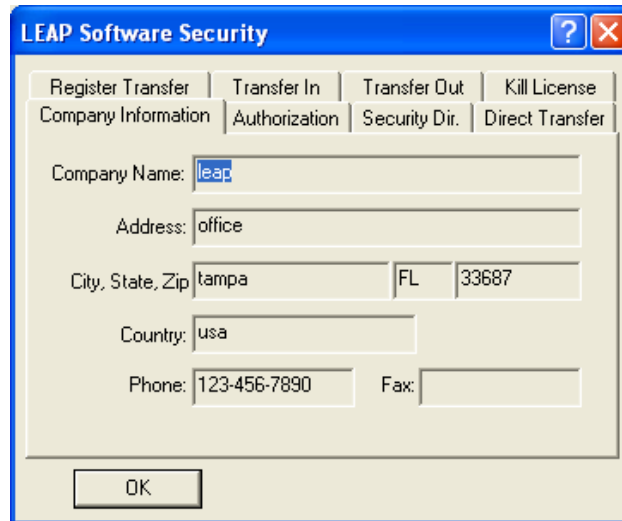 LEAP Software Security
Register Transfer Transfer In Transfer Out Kill License
Company Information Authorization Security Dir. Direct Transfer
Company Name: leap
Address: office
City, State, Zip tampa FL 33687
Country: usa
Phone: 123-456-7890 Fax:
OK